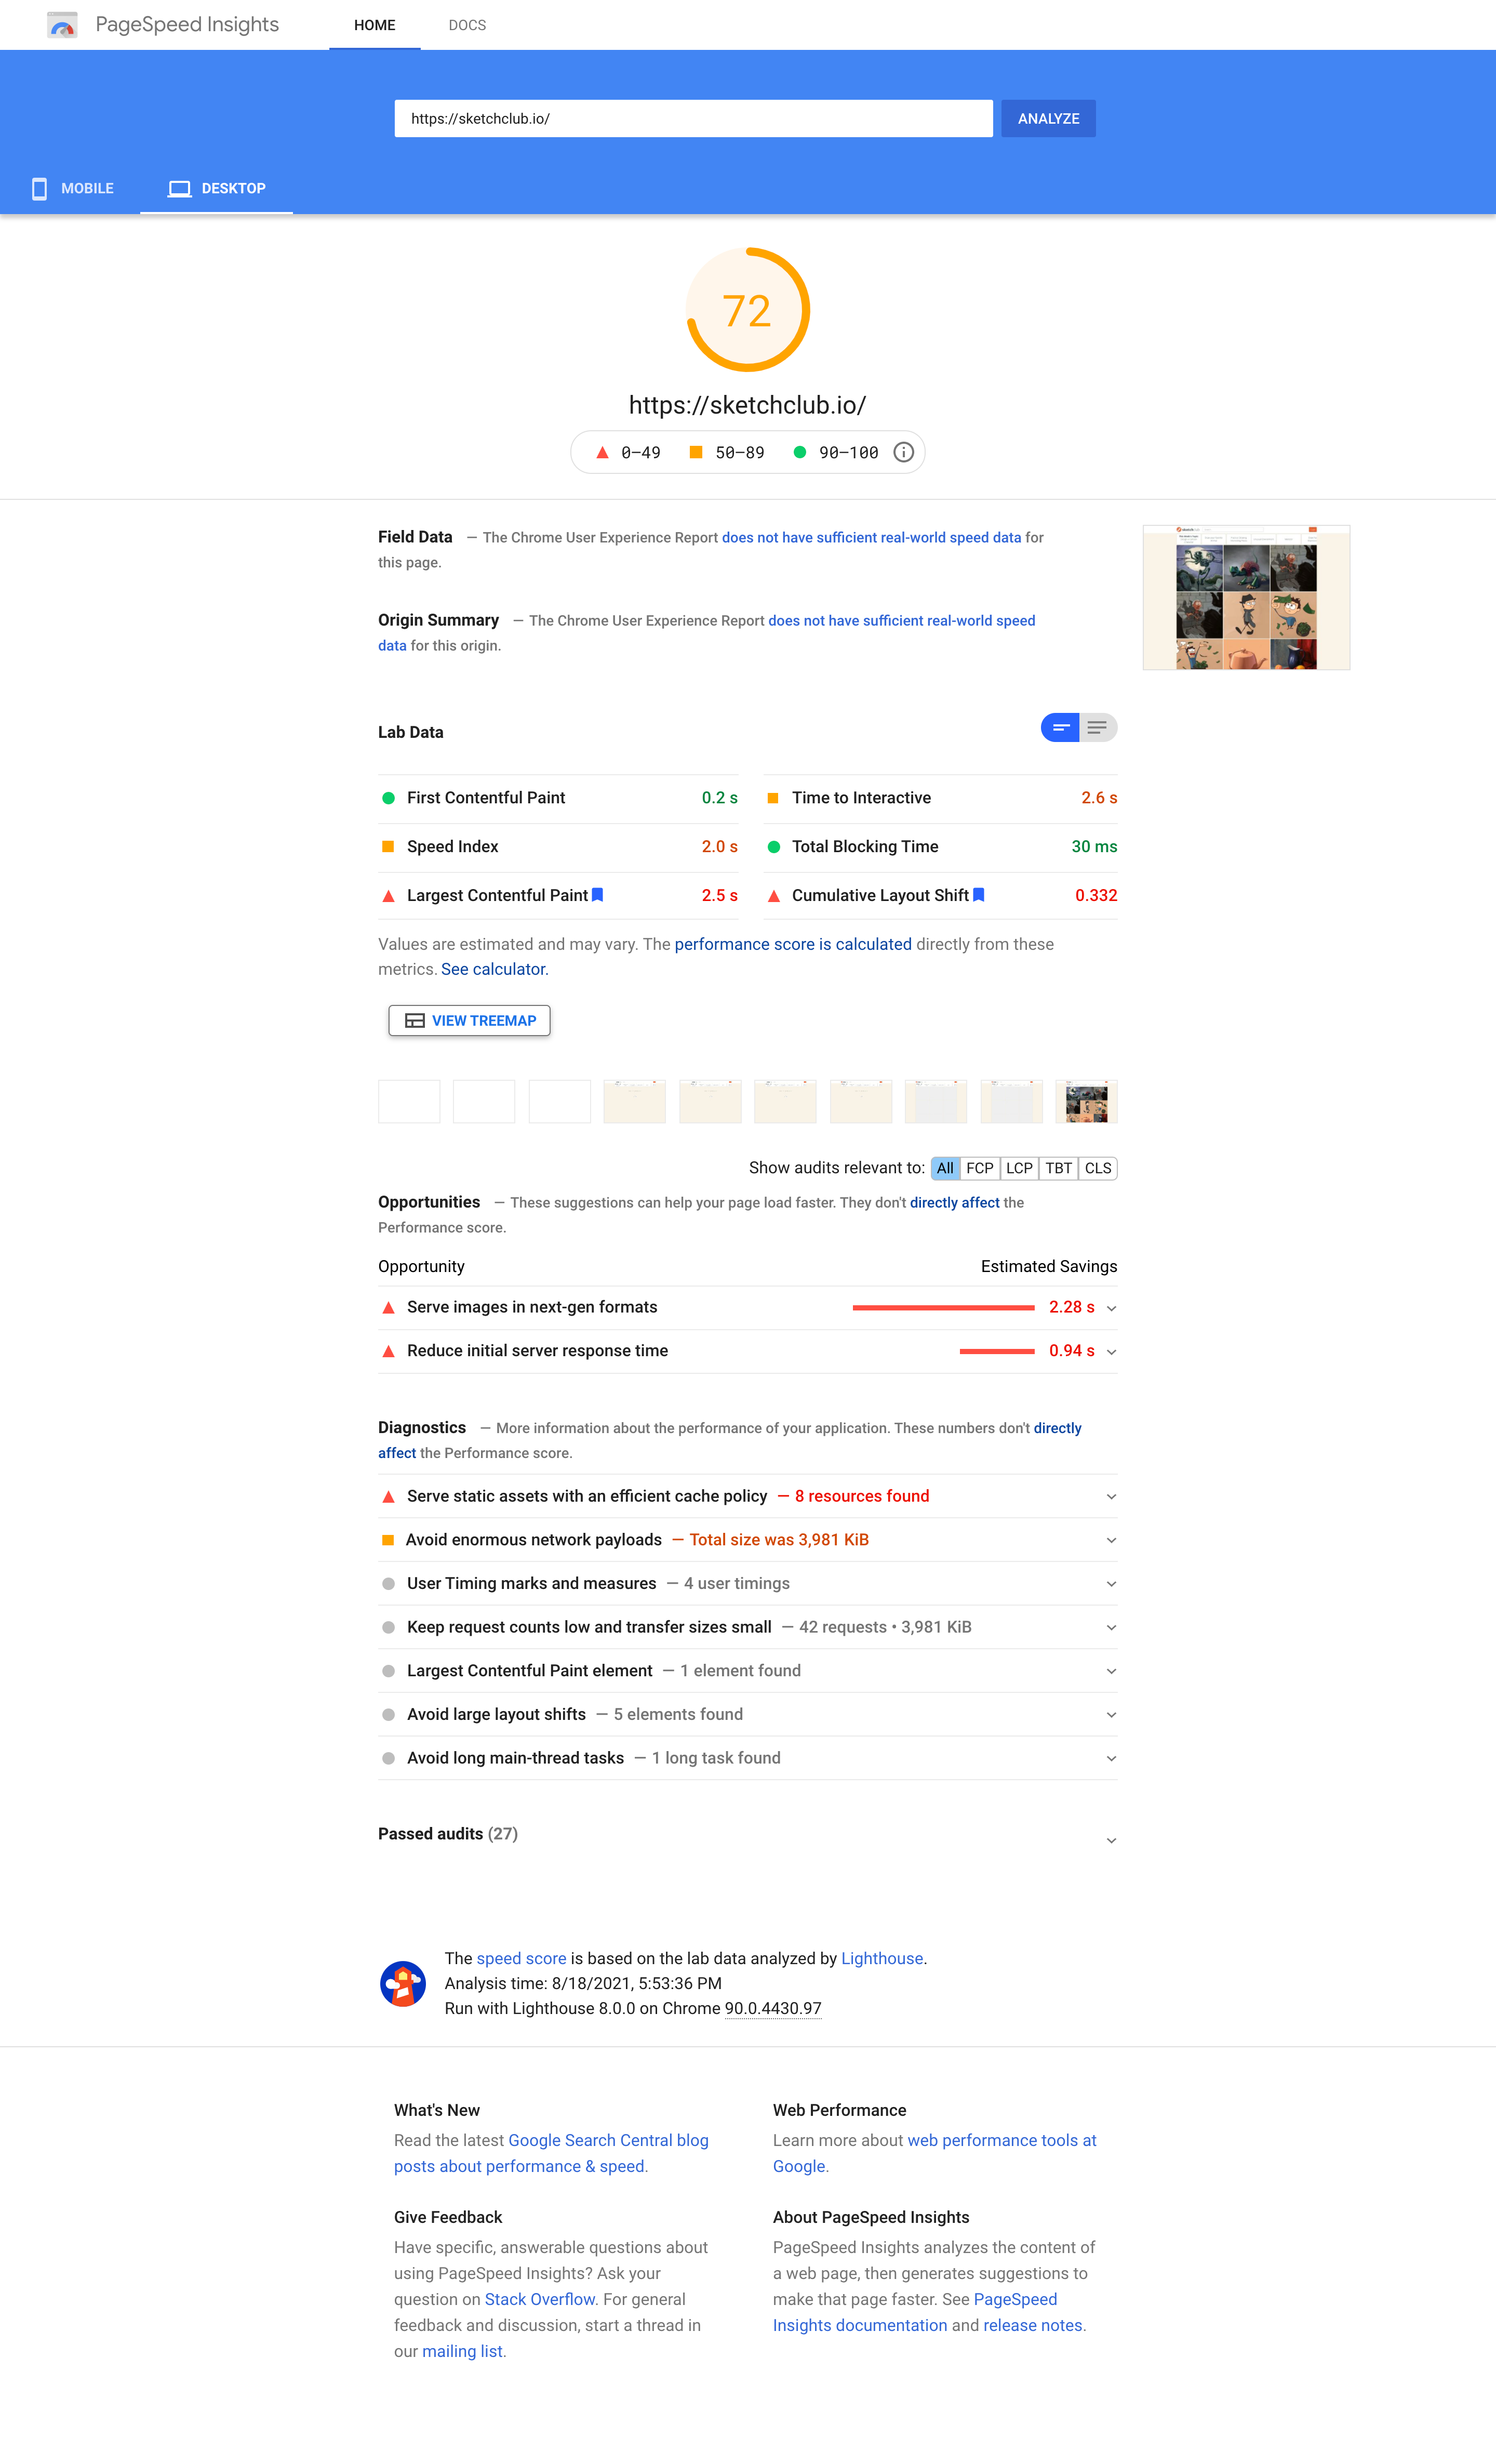 PageSpeed Insights HOME DOCS
https://sketchclub.io/ ANALYZE
MOBILE DESKTOP
72
https://sketchclub.io/
0–49 50–89 90–100
Field Data — The Chrome User Experience Report does not have sufficient real-world speed data for
this page.
Origin Summary — The Chrome User Experience Report does not have sufficient real-world speed
data for this origin.
Lab Data
First Contentful Paint 0.2 s Time to Interactive 2.6 s
Speed Index 2.0 s Total Blocking Time 30 ms
Largest Contentful Paint 2.5 s Cumulative Layout Shift 0.332
Values are estimated and may vary. The performance score is calculated directly from these
metrics. See calculator.
VIEW TREEMAP
Show audits relevant to: All FCP LCP TBT CLS
Opportunities — These suggestions can help your page load faster. They don't directly affect the
Performance score.
Opportunity Estimated Savings
Serve images in next-gen formats 2.28 s
Reduce initial server response time 0.94 s
Diagnostics — More information about the performance of your application. These numbers don't directly
affect the Performance score.
Serve static assets with an efficient cache policy — 8 resources found
Avoid enormous network payloads — Total size was 3,981 KiB
User Timing marks and measures — 4 user timings
Keep request counts low and transfer sizes small — 42 requests • 3,981 KiB
Largest Contentful Paint element — 1 element found
Avoid large layout shifts — 5 elements found
Avoid long main-thread tasks — 1 long task found
Passed audits (27)
The speed score is based on the lab data analyzed by Lighthouse.
Analysis time: 8/18/2021, 5:53:36 PM
Run with Lighthouse 8.0.0 on Chrome 90.0.4430.97
What's New
Read the latest Google Search Central blog
posts about performance & speed.
Give Feedback
Have specific, answerable questions about
using PageSpeed Insights? Ask your
question on Stack Overflow. For general
feedback and discussion, start a thread in
our mailing list.
Web Performance
Learn more about web performance tools at
Google.
About PageSpeed Insights
PageSpeed Insights analyzes the content of
a web page, then generates suggestions to
make that page faster. See PageSpeed
Insights documentation and release notes.